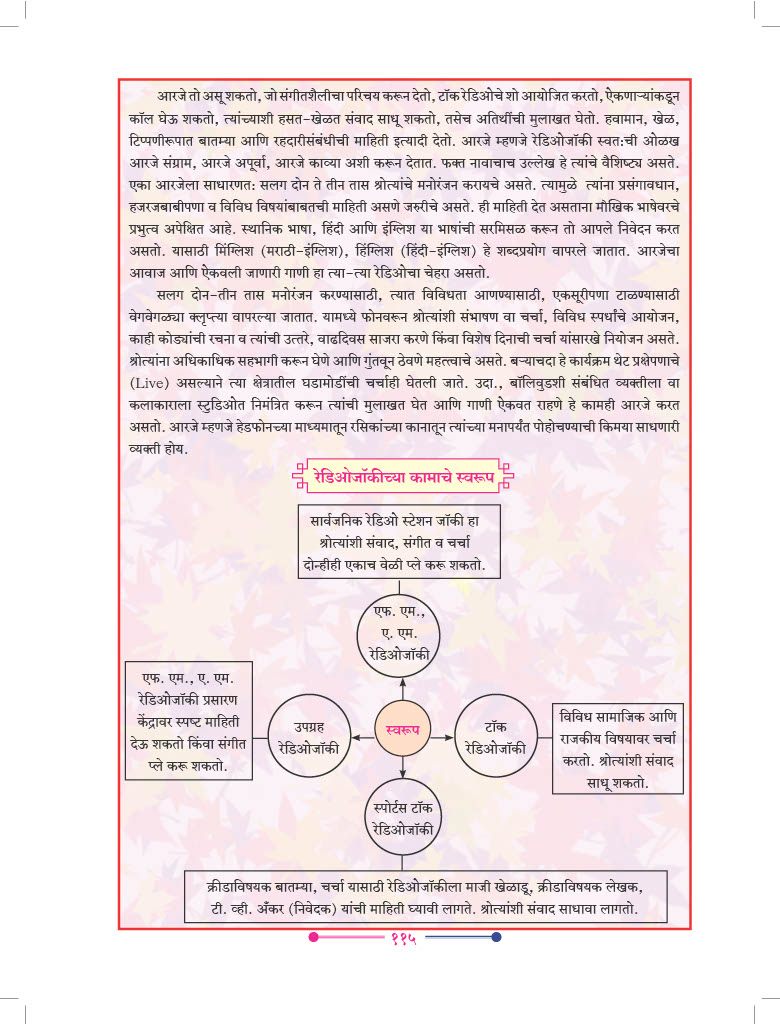 आरजे तो असू शकतो, जो संगीतशैलीचा परिचय करून देतो, टॉक रेडिओचे शो आयोजित करतो, ऐकणाऱ्यांकडून
कॉल घेऊ शकतो, त्यांच्याशी हसत-खेळत संवाद साधू शकतो, तसेच अतिथींची मुलाखत घेतो. हवामान, खेळ,
टिप्पणीरूपात बातम्या आणि रहदारीसंबंधीची माहिती इत्यादी देतो. आरजे म्हणजे रेडिओजॉकी स्वत:ची ओळख
आरजे संग्राम, आरजे अपूर्वा, आरजे काव्या अशी करून देतात. फक्त नावाचाच उल्लेख हे त्यांचे वैशिष्ट्य असते.
एका आरजेला साधारणत: सलग दोन ते तीन तास श्रोत्यांचे मनोरंजन करायचे असते. त्यामुळे त्यांना प्रसंगावधान,
हजरजबाबीपणा व विविध विषयांबाबतची माहिती असणे जरुरीचे असते. ही माहिती देत असताना मौखिक भाषेवरचे
प्रभुत्व अपेक्षित आहे. स्थानिक भाषा, हिंदी आणि इंग्लिश या भाषांची सरमिसळ करून तो आपले निवेदन करत
असतो. यासाठी मिंग्लिश (मराठी-इंग्लिश), हिंग्लिश (हिंदी-इंग्लिश) हे शब्दप्रयोग वापरले जातात. आरजेचा
आवाज आणि ऐकवली जाणारी गाणी हा त्या-त्या रेडिओचा चेहरा असतो.
सलग दोन-तीन तास मनोरंजन करण्यासाठी, त्यात विविधता आणण्यासाठी, एकसूरीपणा टाळण्यासाठी
वेगवेगळ्या क्लृप्त्या वापरल्या जातात. यामध्ये फोनवरून श्रोत्यांशी संभाषण वा चर्चा, विविध स्पर्धांचे आयोजन,
काही कोड्यांची रचना व त्यांची उत्तरे, वाढदिवस साजरा करणे किंवा विशेष दिनाची चर्चा यांसारखे नियोजन असते.
श्रोत्यांना अधिकाधिक सहभागी करून घेणे आणि गुंतवून ठेवणे महत्त्वाचे असते. बऱ्याचदा हे कार्यक्रम थेट प्रक्षेपणाचे
(Live) असल्याने त्या क्षेत्रातील घडामोडींची चर्चाही घेतली जाते. उदा., बॉलिवुडशी संबंधित व्यक्तीला वा
कलाकाराला स्टुडिओत निमंत्रित करून त्यांची मुलाखत घेत आणि गाणी ऐकवत राहणे हे कामही आरजे करत
असतो. आरजे म्हणजे हेडफोनच्या माध्यमातून रसिकांच्या कानातून त्यांच्या मनापर्यंत पोहोचण्याची किमया साधणारी
व्यक्ती होय.
रेडिओजॉकीच्या कामाचे स्वरूप
सार्वजनिक रेडिओ स्टेशन जॉकी हा
श्रोत्यांशी संवाद, संगीत व चर्चा
दोन्हीही एकाच वेळी प्ले करू शकतो.
एफ. एम.,
ए. एम.
रेडिओजॉकी
एफ. एम., ए. एम.
रेडिओजॉकी प्रसारण
केंद्रावर स्पष्ट माहिती
देऊ शकतो किंवा संगीत
प्ले करू शकतो.
उपग्रह
रेडिओजॉकी
स्वरूप
टॉक
रेडिओजॉकी
विविध सामाजिक आणि
राजकीय विषयावर चर्चा
करतो. श्रोत्यांशी संवाद
साधू शकतो.
स्पोर्टस टॉक
रेडिओजॉकी
क्रीडाविषयक बातम्या, चर्चा यासाठी रेडिओजॉकीला माजी खेळाडू, क्रीडाविषयक लेखक,
टी. व्ही. अँकर (निवेदक) यांची माहिती घ्यावी लागते. श्रोत्यांशी संवाद साधावा लागतो.
११५